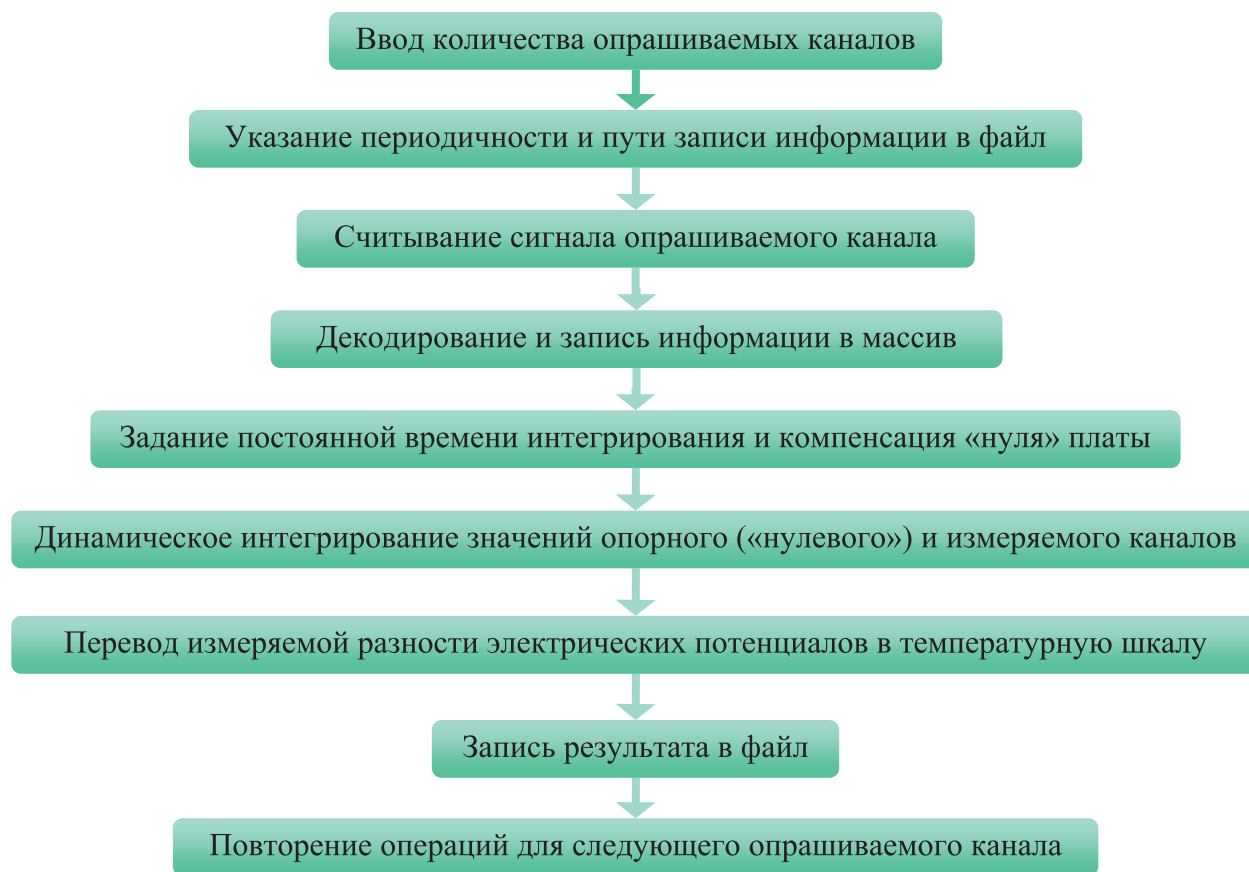 Ввод количества опрашиваемых каналов
Указание периодичности и пути записи информации в файл
Считывание сигнала опрашиваемого канала
Декодирование и запись информации в массив
Задание постоянной времени интегрирования и компенсация «нуля» платы
Динамическое интегрирование значений опорного («нулевого») и измеряемого каналов
Перевод измеряемой разности электрических потенциалов в температурную шкалу
Запись результата в файл
Повторение операций для следующего опрашиваемого канала